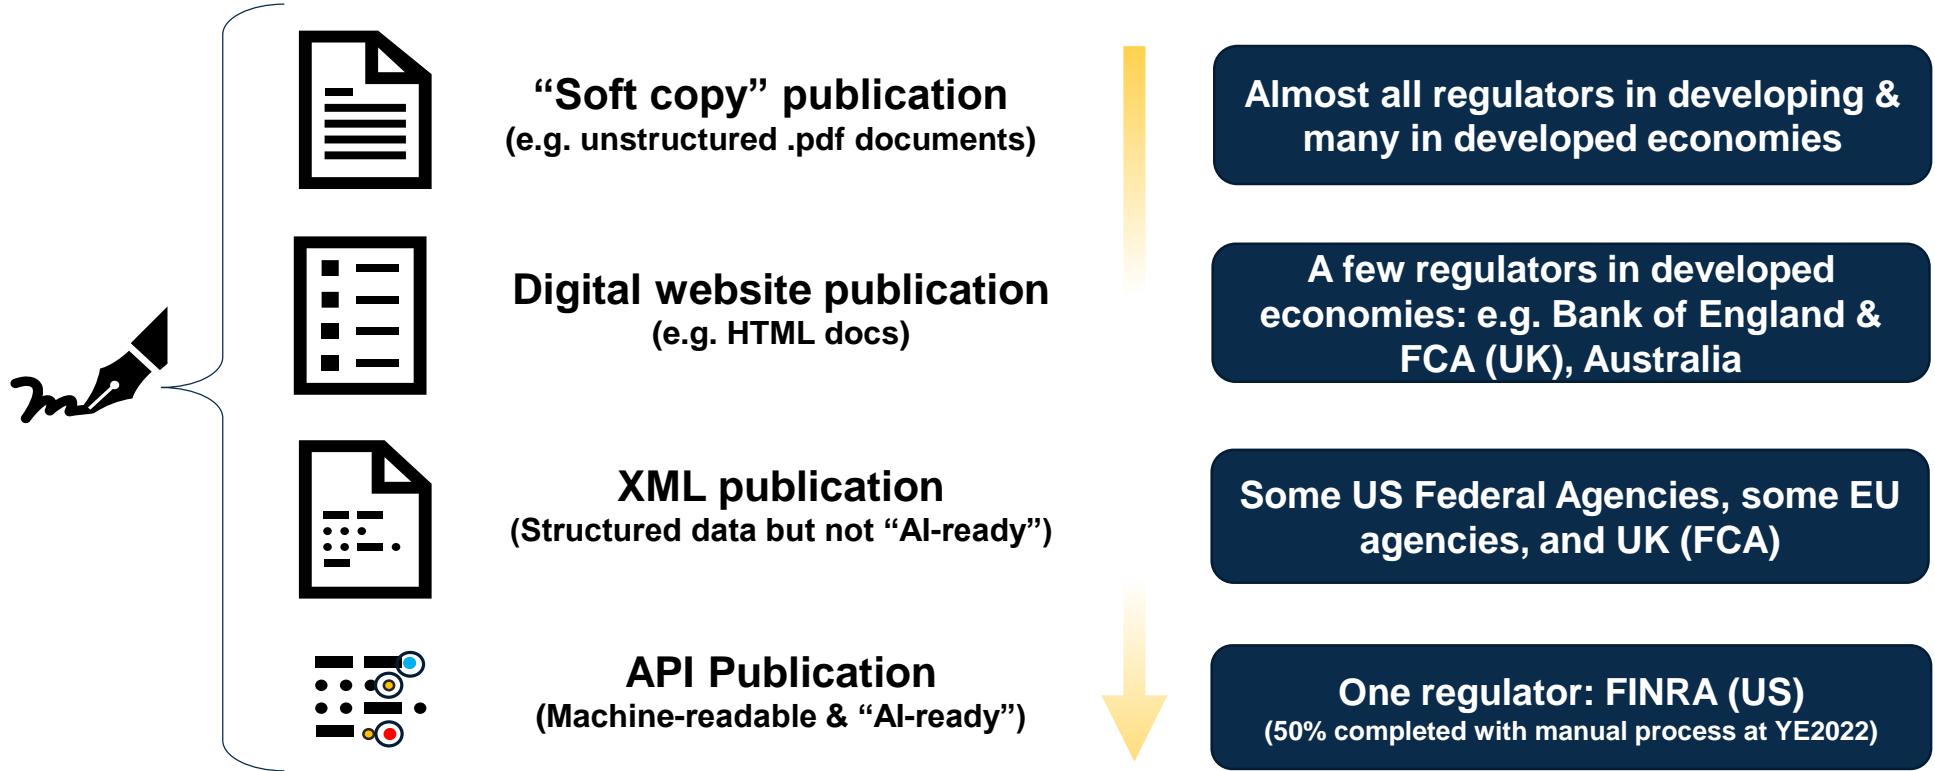 “Soft copy” publication
(e.g. unstructured .pdf documents)
Almost all regulators in developing &
many in developed economies
Digital website publication
(e.g. HTML docs)
A few regulators in developed
economies: e.g. Bank of England &
FCA (UK), Australia
XML publication
(Structured data but not “AI-ready”)
Some US Federal Agencies, some EU
agencies, and UK (FCA)
API Publication
(Machine-readable & “AI-ready”)
One regulator: FINRA (US)
(50% completed with manual process at YE2022)